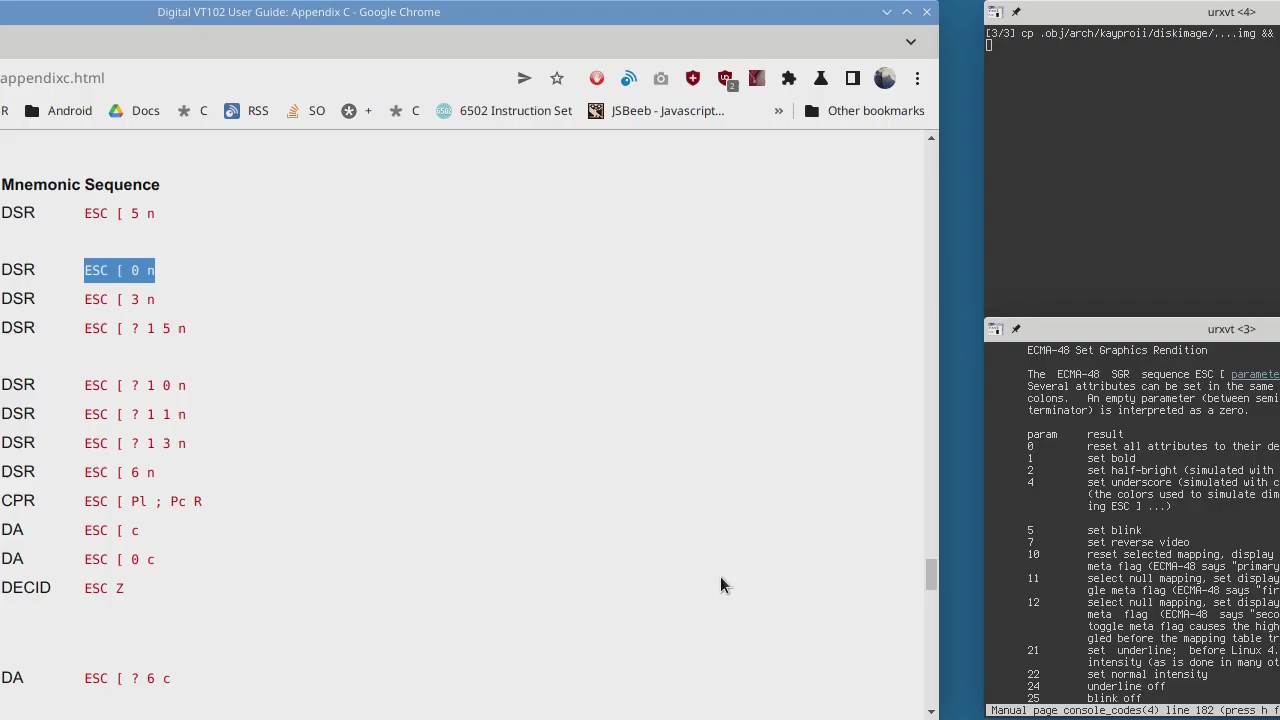 Digital VT102 User Guide: Appendix C - Google Chrome
appendixc.html
2
R Android Docs C RSS SO + C 6502 Instruction Set JSBeeb - Javascript... » Other bookmarks
Mnemonic Sequence
DSR ESC [ 5 n
DSR ESC [ 0 n
DSR ESC [ 3 n
DSR ESC [ ? 1 5 n
DSR ESC [ ? 1 0 n
DSR ESC [ ? 1 1 n
DSR ESC [ ? 1 3 n
DSR ESC [ 6 n
CPR ESC [ Pl ; Pc R
DA ESC [ c
DA ESC [ 0 c
DECID ESC Z
DA ESC [ ? 6 c
urxvt <4>
[3/3] cp .obj/arch/kayproii/diskimage/....img &&
urxvt <3>
ECMA-48 Set Graphics Rendition
The ECMA-48 SGR sequence ESC [ paramete
Several attributes can be set in the same
colons. An empty parameter (between semi
terminator) is interpreted as a zero.
param result
0 reset all attributes to their de
1 set bold
2 set half-bright (simulated with
4 set underscore (simulated with c
(the colors used to simulate dim
ing ESC ] ...)
5 set blink
7 set reverse video
10 reset selected mapping, display
meta flag (ECMA-48 says "primary
11 select null mapping, set display
gle meta flag (ECMA-48 says "fir
12 select null mapping, set display
meta flag (ECMA-48 says "seco
toggle meta flag causes the high
gled before the mapping table tr
21 set underline; before Linux 4.
intensity (as is done in many ot
22 set normal intensity
24 underline off
25 blink off
Manual page console_codes(4) line 182 (press h f